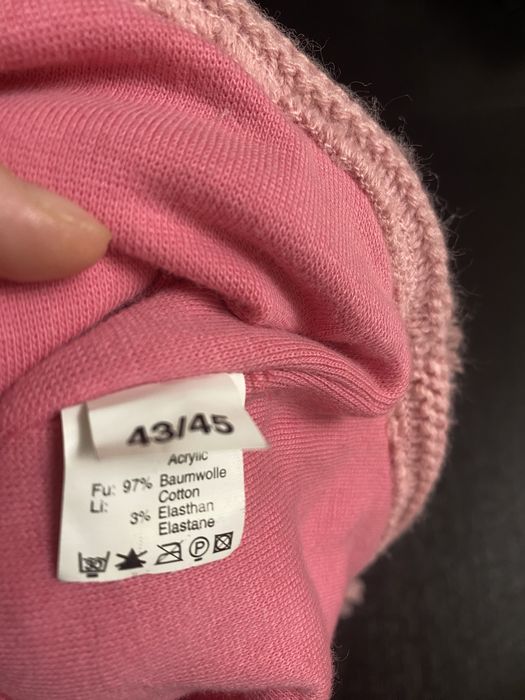 43/45
Acrylic
Fu: 97% Baumwolle
Li: Cotton
3% Elasthan
Elastane
30
P